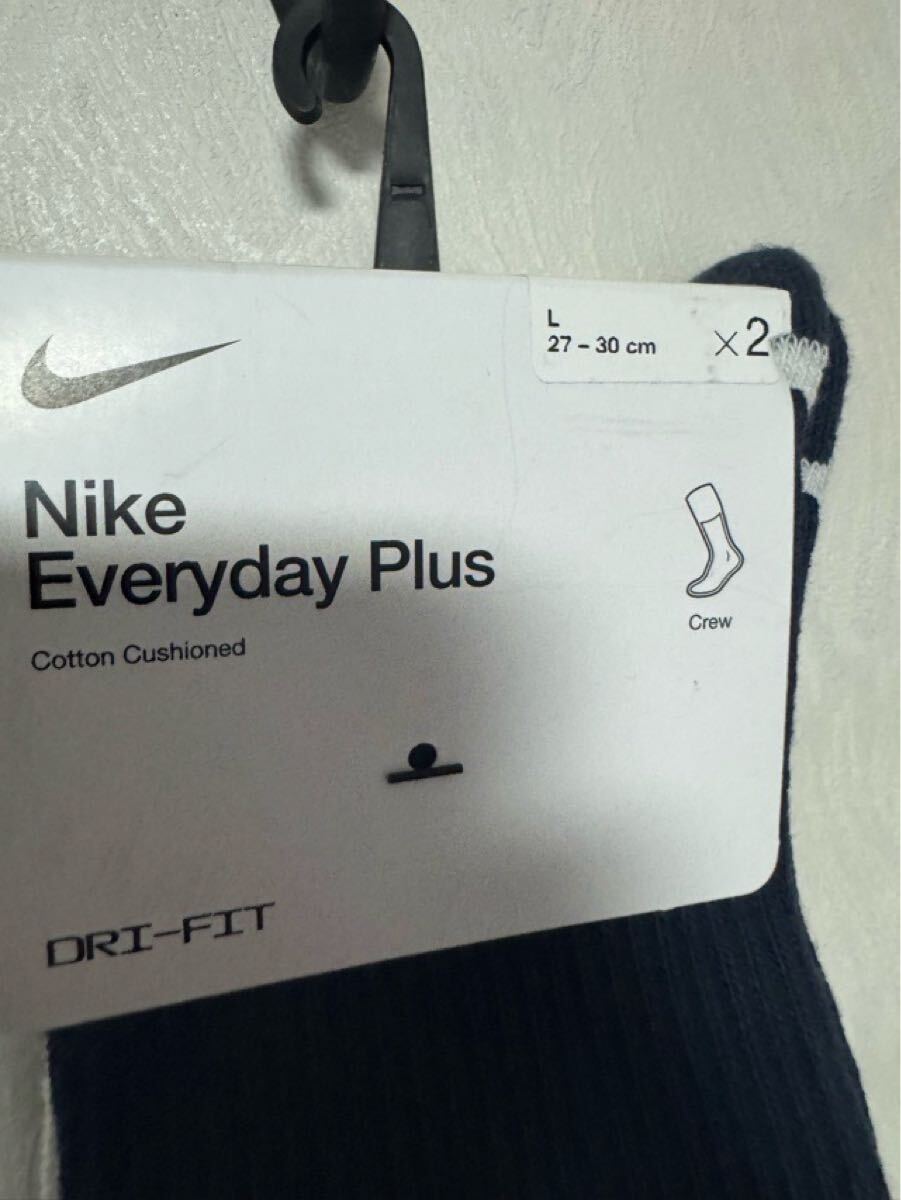 L
27 – 30 cm
×2
Nike
Everyday Plus
Cotton Cushioned
Crew
DRI–FIT